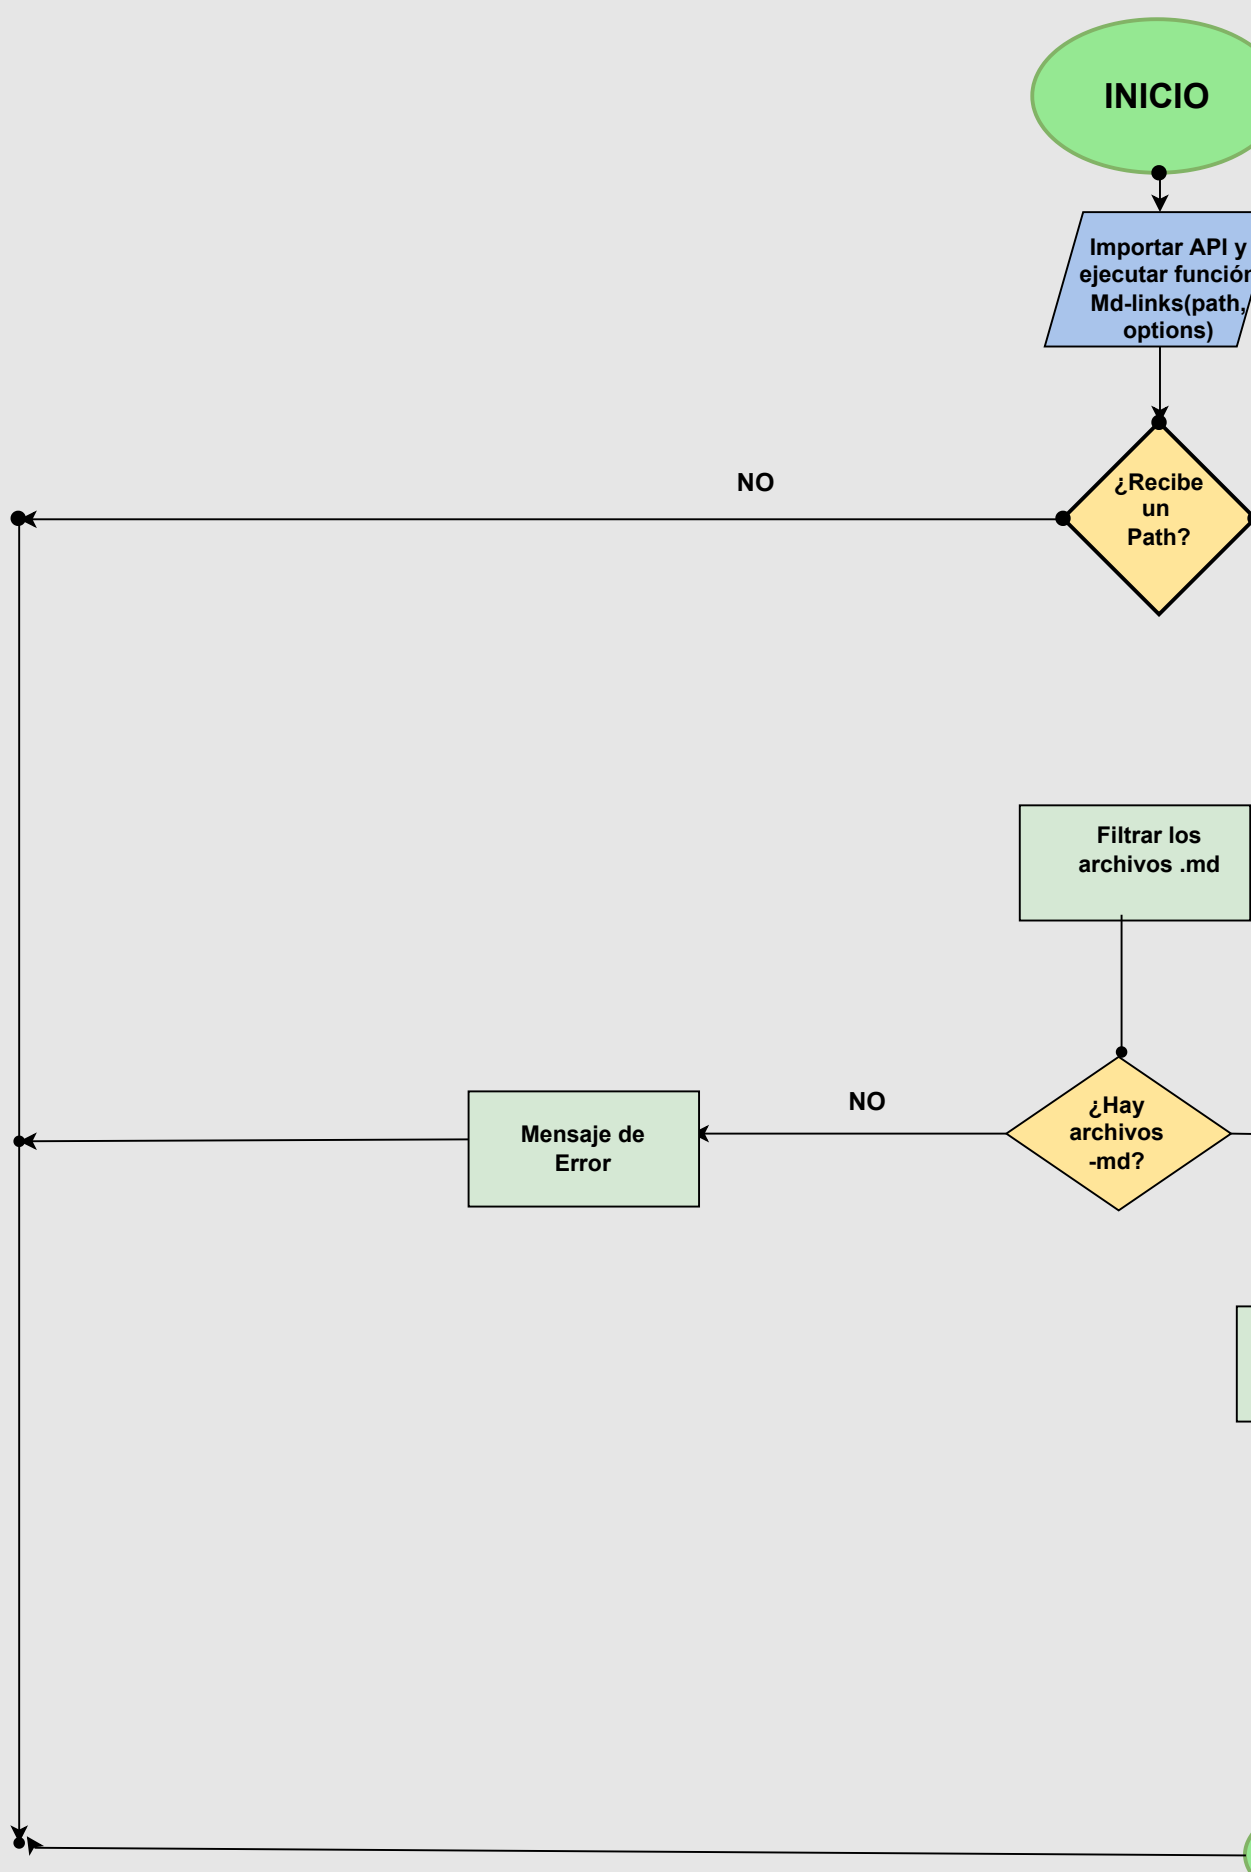 INICIO
Importar API y
ejecutar función
Md-links(path,
options)
¿Recibe
un
Path?
NO
Filtrar los
archivos .md
¿Hay
archivos
-md?
NO
Mensaje de
Error